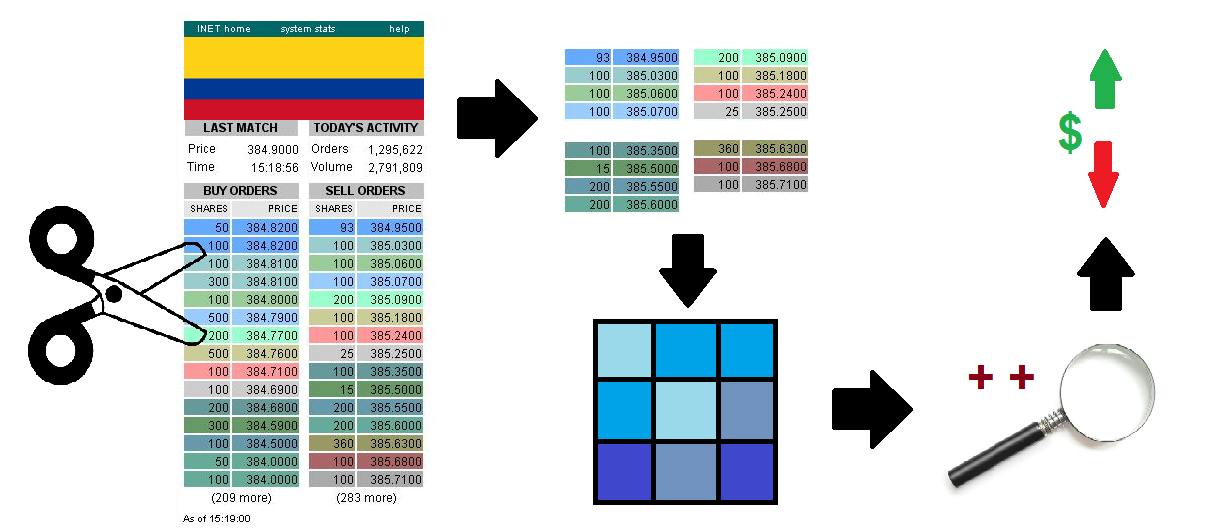 INET home system stats help
LAST MATCH TODAY'S ACTIVITY
Price 384.9000 Orders 1,295,622
Time 15:18:56 Volume 2,791,809
BUY ORDERS SELL ORDERS
SHARES PRICE SHARES PRICE
50 384.8200 93 384.9500
100 384.8200 100 385.0300
100 384.8100 100 385.0600
300 384.8100 100 385.0700
100 384.8000 200 385.0900
500 384.7900 100 385.1800
200 384.7700 100 385.2400
500 384.7600 25 385.2500
100 384.7100 100 385.3500
100 384.6900 15 385.5000
200 384.6800 200 385.5500
300 384.5900 200 385.6000
100 384.5000 360 385.6300
50 384.0000 100 385.6800
100 384.0000 100 385.7100
(209 more) (283 more)
As of 15:19:00
93 384.9500 200 385.0900
100 385.0300 100 385.1800
100 385.0600 100 385.2400
100 385.0700 25 385.2500
100 385.3500 360 385.6300
15 385.5000 100 385.6800
200 385.5500 100 385.7100
200 385.6000
$
+ +